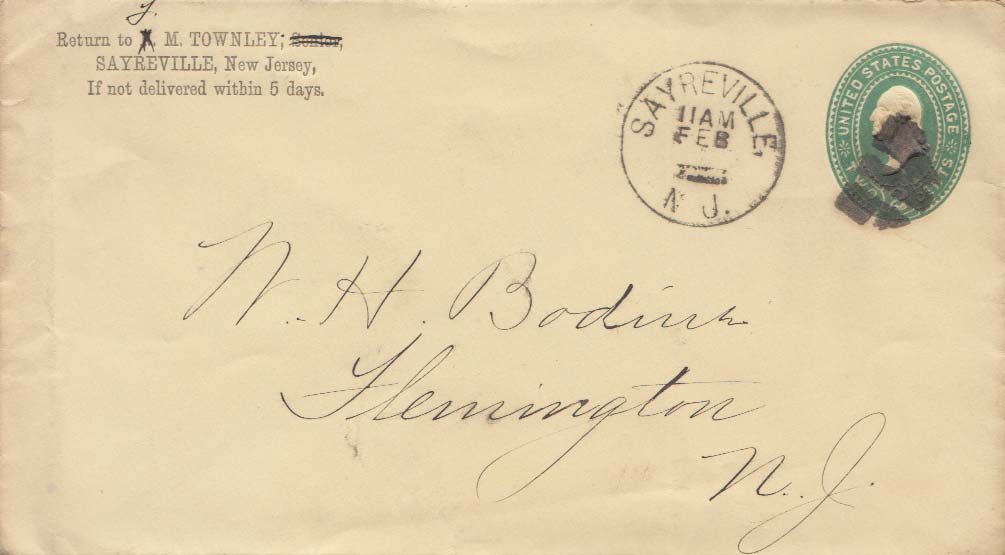 J.
Return to M. TOWNLEY,
SAYREVILLE, New Jersey,
If not delivered within 5 days.
SAYREVILLE,
11AM
FEB
N J.
UNITED STATES POSTAGE
W. H. Bodine
Flemington
N. J.